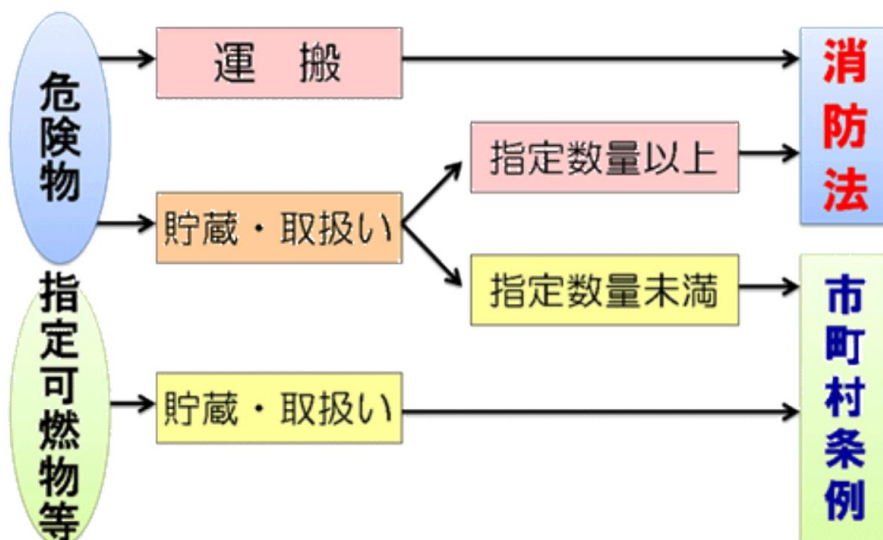 危険物
運 搬
消防法
指定数量以上
貯蔵・取扱い
指定数量未満
指定可燃物等
貯蔵・取扱い
市町村条例